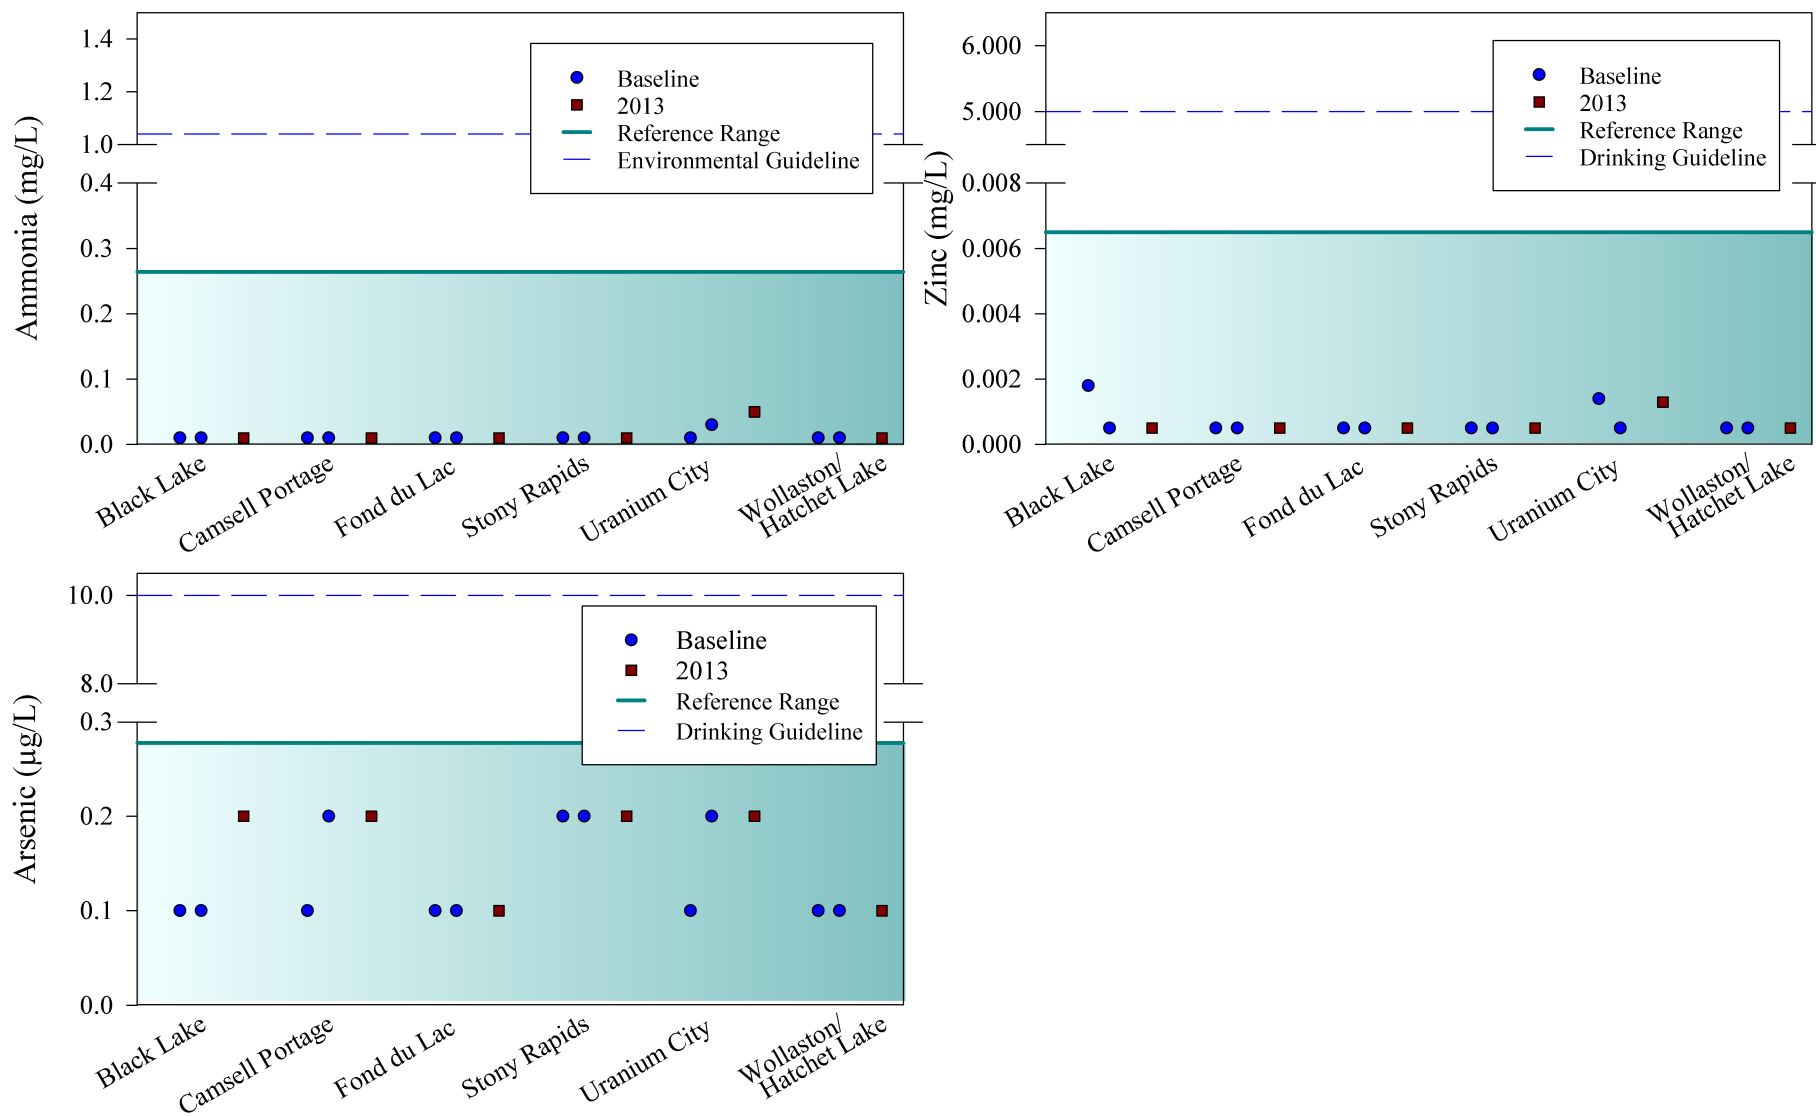 Ammonia (mg/L)
1.4
1.2
1.0
0.4
0.3
0.2
0.1
0.0
Baseline
2013
Reference Range
Environmental Guideline
Black Lake
Camsell Portage
Fond du Lac
Stony Rapids
Uranium City
Wollaston/
Hatchet Lake
Zinc (mg/L)
6.000
5.000
0.008
0.006
0.004
0.002
0.000
Baseline
2013
Reference Range
Drinking Guideline
Black Lake
Camsell Portage
Fond du Lac
Stony Rapids
Uranium City
Wollaston/
Hatchet Lake
Arsenic (µg/L)
10.0
8.0
0.3
0.2
0.1
0.0
Baseline
2013
Reference Range
Drinking Guideline
Black Lake
Camsell Portage
Fond du Lac
Stony Rapids
Uranium City
Wollaston/
Hatchet Lake